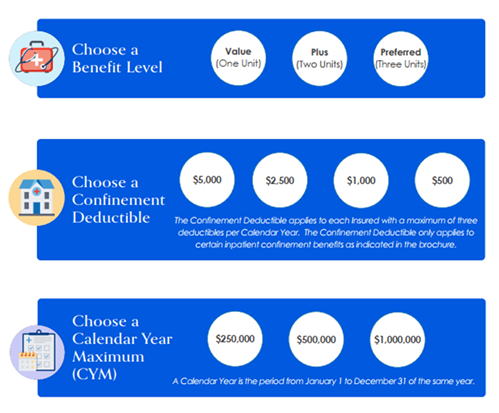 Choose a
Benefit Level
Value
(One Unit)
Plus
(Two Units)
Preferred
(Three Units)
Choose a
Confinement
Deductible
$5,000
$2,500
$1,000
$500
The Confinement Deductible applies to each Insured with a maximum of three
deductibles per Calendar Year. The Confinement Deductible only applies to
certain inpatient confinement benefits as indicated in the brochure.
Choose a
Calendar Year
Maximum
(CYM)
$250,000
$500,000
$1,000,000
A Calendar Year is the period from January 1 to December 31 of the same year.